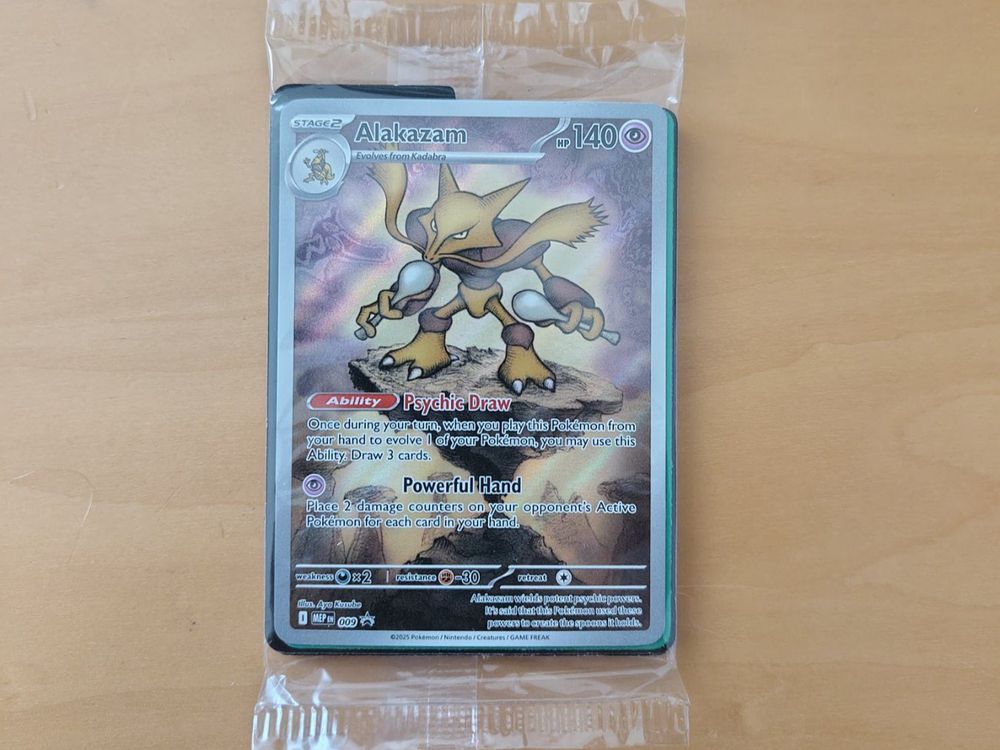 STAGE2
Alakazam
HP 140
Evolves from Kadabra
Ability Psychic Draw
Once during your turn, when you play this Pokémon from
your hand to evolve 1 of your Pokémon, you may use this
Ability. Draw 3 cards.
Powerful Hand
Place 2 damage counters on your opponent's Active
Pokémon for each card in your hand.
weakness ×2 resistance -30 retreat
Alakazam wields potent psychic powers.
It's said that this Pokémon used these
powers to create the spoons it holds.
Illus. Aya Kusube
I MEP EN 009
©2025 Pokémon / Nintendo / Creatures / GAME FREAK